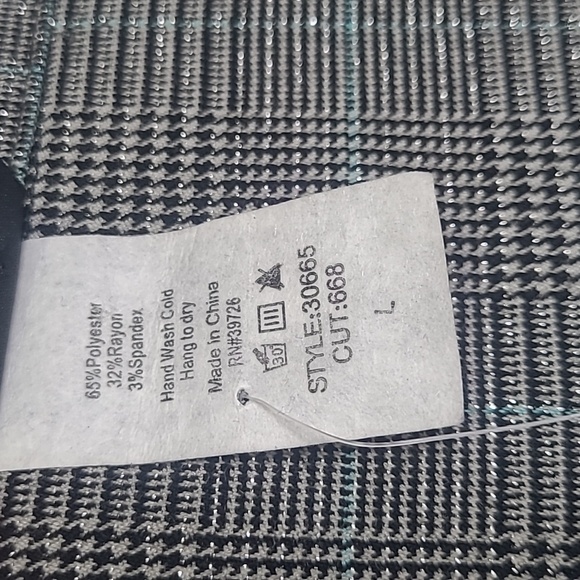 65%Polyester
32%Rayon
3%Spandex
Hand Wash Cold
Hang to dry
Made in China
RN#39726
30
STYLE:30665
CUT:668
L